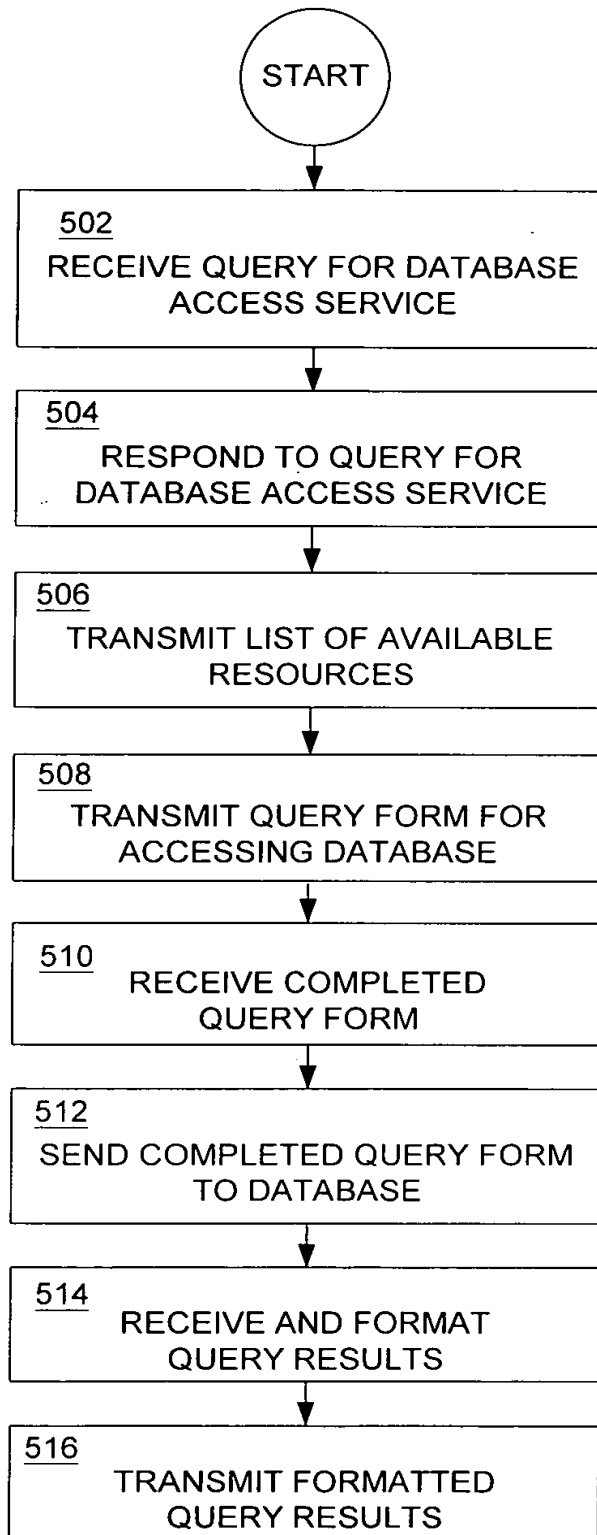 START
502
RECEIVE QUERY FOR DATABASE
ACCESS SERVICE
504
RESPOND TO QUERY FOR
DATABASE ACCESS SERVICE
506
TRANSMIT LIST OF AVAILABLE
RESOURCES
508
TRANSMIT QUERY FORM FOR
ACCESSING DATABASE
510
RECEIVE COMPLETED
QUERY FORM
512
SEND COMPLETED QUERY FORM
TO DATABASE
514
RECEIVE AND FORMAT
QUERY RESULTS
516
TRANSMIT FORMATTED
QUERY RESULTS